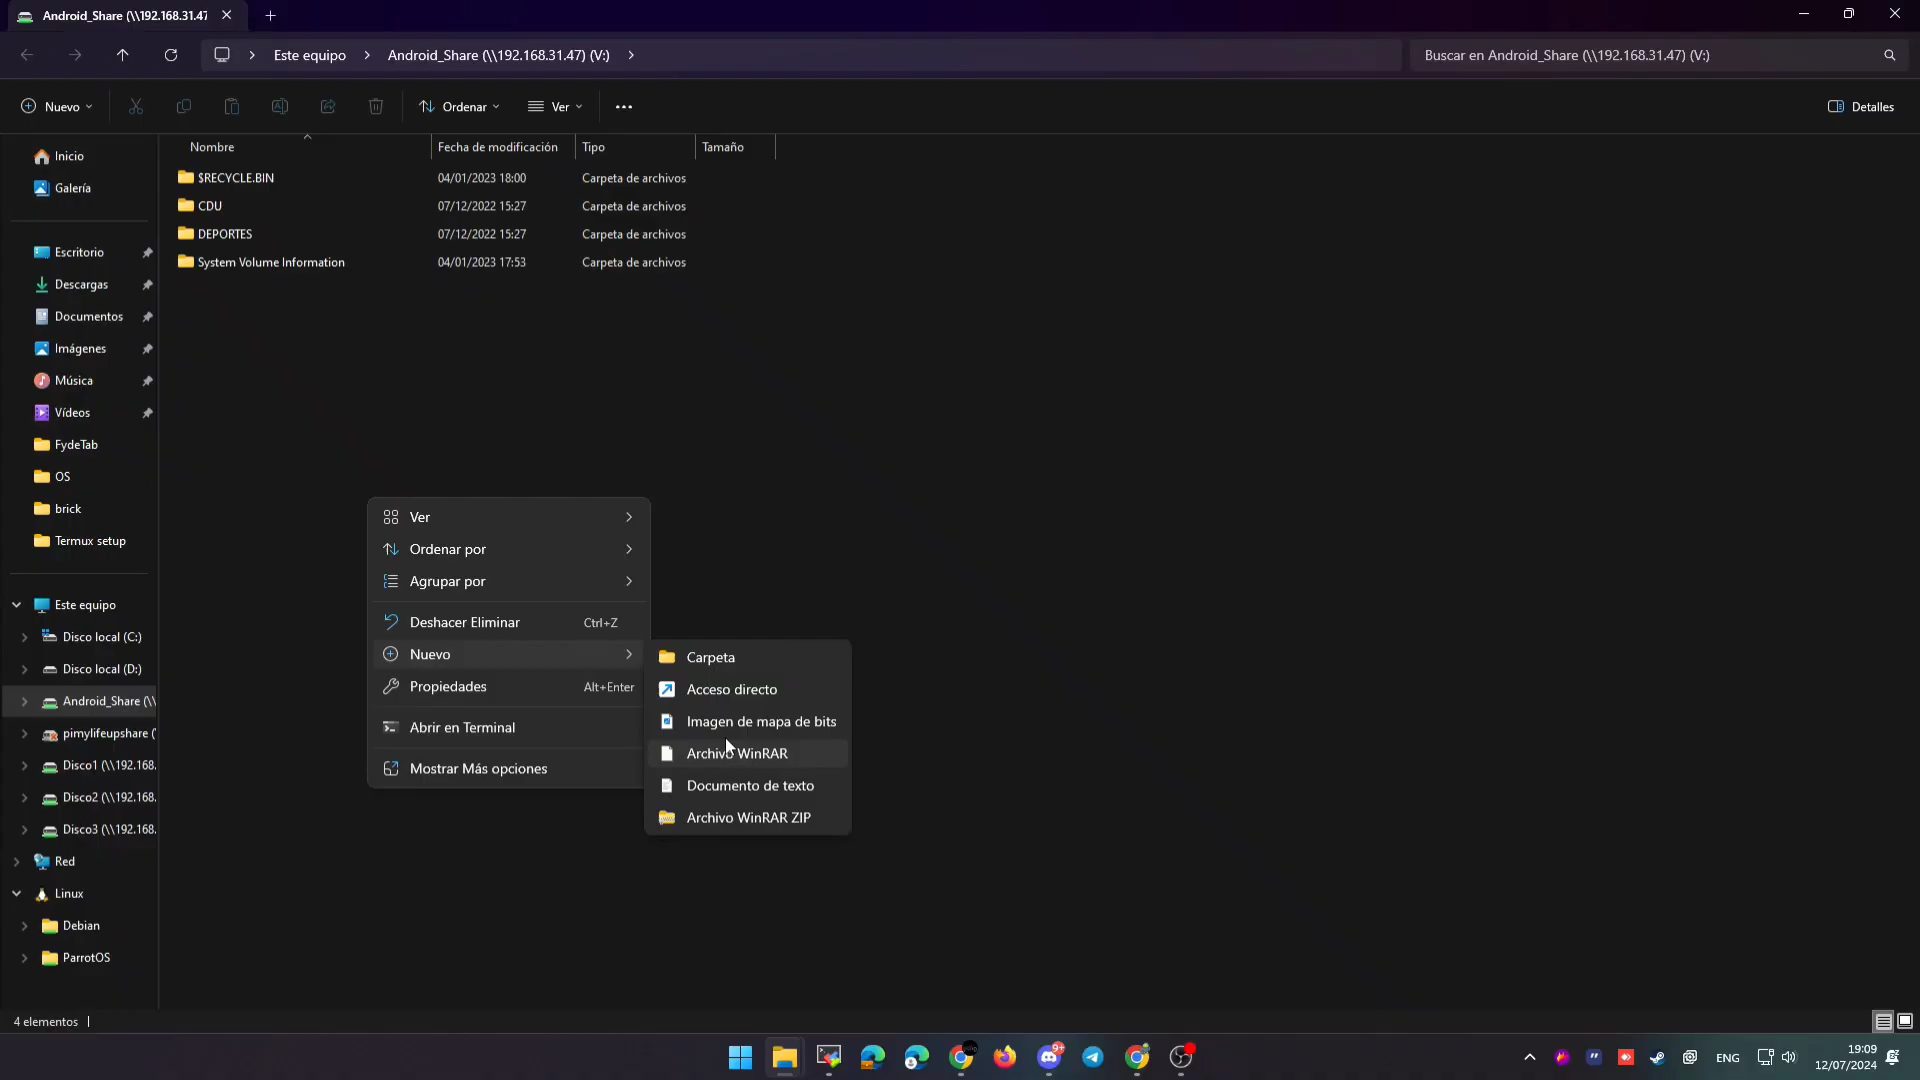 Android_Share (\\192.168.31.47
Este equipo
Android_Share (\\192.168.31.47) (V:)
Buscar en Android_Share (\\192.168.31.47) (V:)
Nuevo
Ordenar
Ver
Detalles
Nombre
Fecha de modificación
Tipo
Tamaño
$RECYCLE.BIN
04/01/2023 18:00
Carpeta de archivos
CDU
07/12/2022 15:27
Carpeta de archivos
DEPORTES
07/12/2022 15:27
Carpeta de archivos
System Volume Information
04/01/2023 17:53
Carpeta de archivos
Inicio
Galería
Escritorio
Descargas
Documentos
Imágenes
Música
Vídeos
FydeTab
OS
brick
Termux setup
Este equipo
Disco local (C:)
Disco local (D:)
Android_Share (\\
pimylifeupshare (
Disco1 (\\192.168.
Disco2 (\\192.168.
Disco3 (\\192.168.
Red
Linux
Debian
ParrotOS
Ver
Ordenar por
Agrupar por
Deshacer Eliminar
Ctrl+Z
Nuevo
Propiedades
Alt+Enter
Abrir en Terminal
Mostrar Más opciones
Carpeta
Acceso directo
Imagen de mapa de bits
Archivo WinRAR
Documento de texto
Archivo WinRAR ZIP
4 elementos
9+
ENG
19:09
12/07/2024